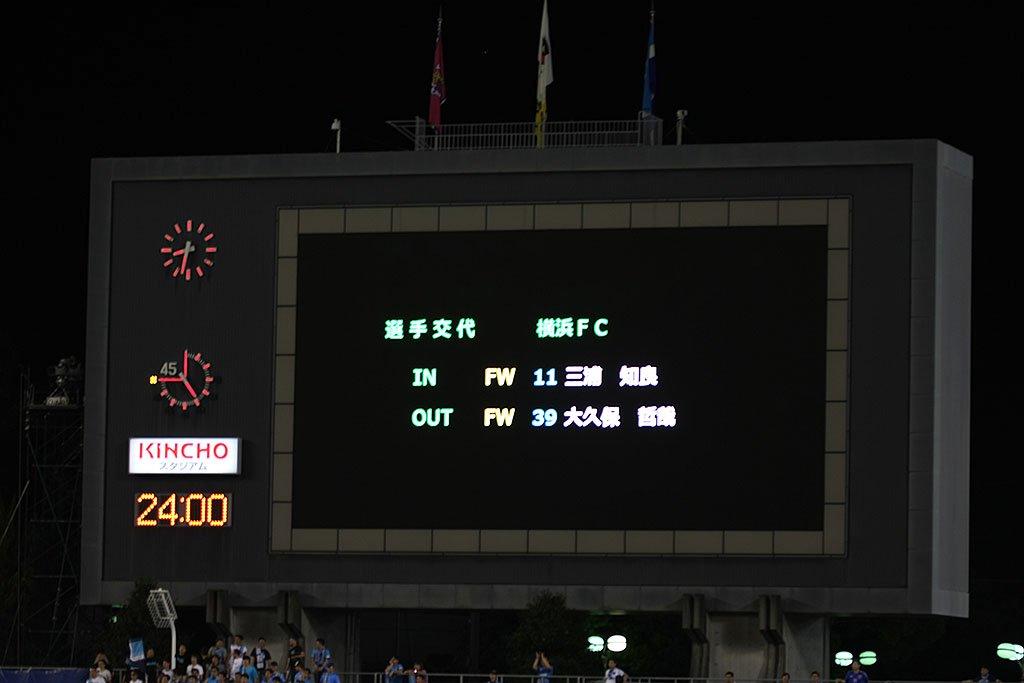 選手交代 横浜FC
IN FW 11 三浦 知良
OUT FW 39 大久保 哲哉
45
KINCHO
スタジアム
24:00